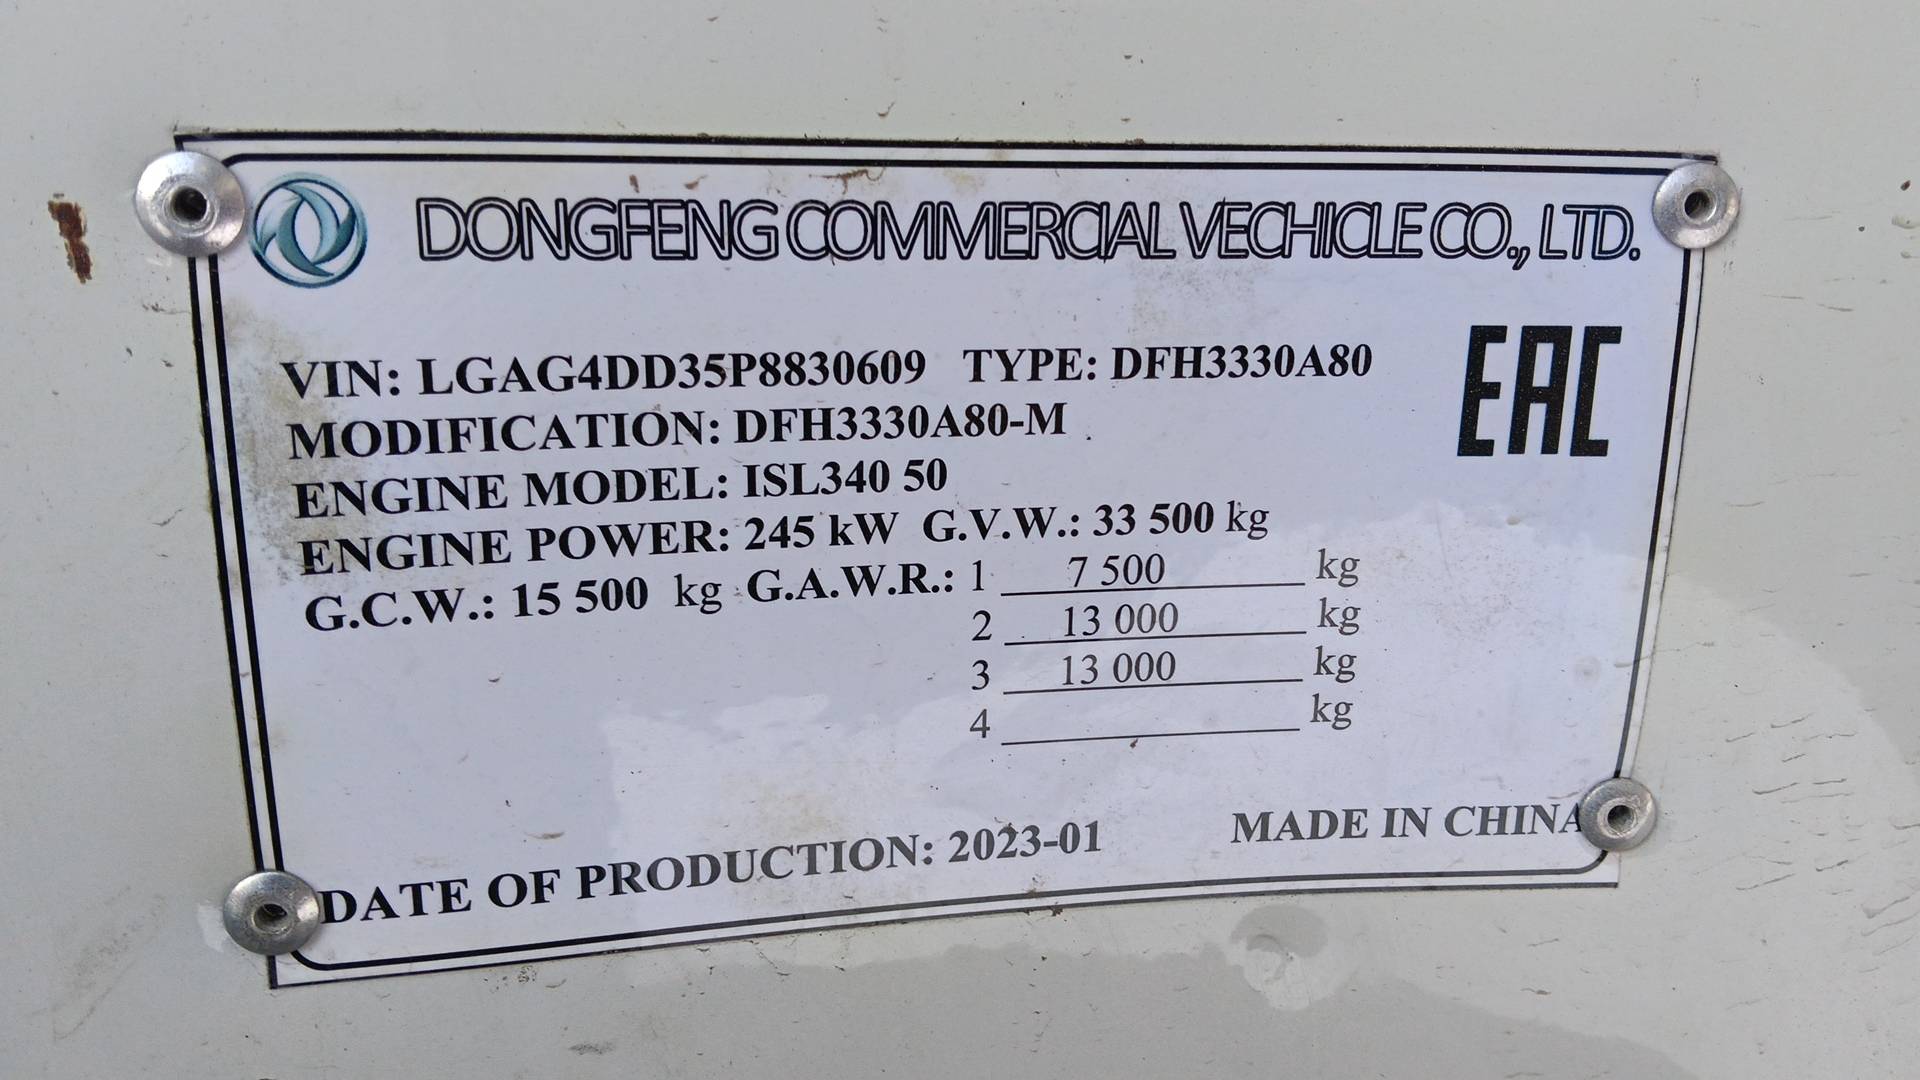 DONGFENG COMMERCIAL VECHICLE CO., LTD.
VIN: LGAG4DD35P8830609 TYPE: DFH3330A80
EAC
MODIFICATION: DFH3330A80-M
ENGINE MODEL: ISL340 50
ENGINE POWER: 245 kW G.V.W.: 33 500 kg
G.C.W.: 15 500 kg G.A.W.R.: 1 7 500 kg
2 13 000 kg
3 13 000 kg
4 kg
DATE OF PRODUCTION: 2023-01 MADE IN CHINA